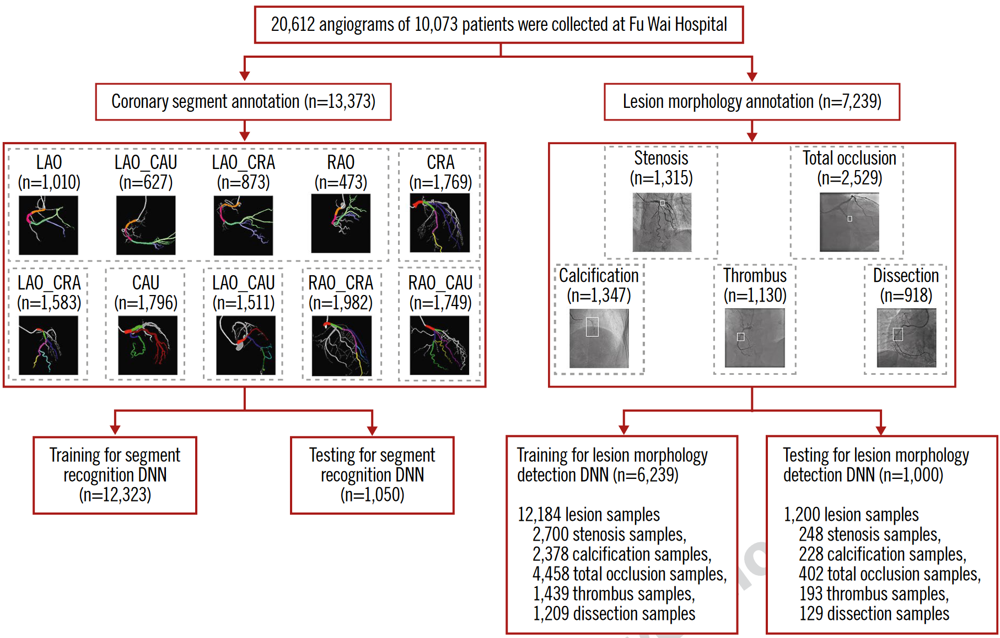 20,612 angiograms of 10,073 patients were collected at Fu Wai Hospital
Coronary segment annotation (n=13,373)
Lesion morphology annotation (n=7,239)
LAO
(n=1,010)
LAO_CAU
(n=627)
LAO_CRA
(n=873)
RAO
(n=473)
CRA
(n=1,769)
LAO_CRA
(n=1,583)
CAU
(n=1,796)
LAO_CAU
(n=1,511)
RAO_CRA
(n=1,982)
RAO_CAU
(n=1,749)
Stenosis
(n=1,315)
Total occlusion
(n=2,529)
Calcification
(n=1,347)
Thrombus
(n=1,130)
Dissection
(n=918)
Training for segment
recognition DNN
(n=12,323)
Testing for segment
recognition DNN
(n=1,050)
Training for lesion morphology
detection DNN (n=6,239)
12,184 lesion samples
2,700 stenosis samples,
2,378 calcification samples,
4,458 total occlusion samples,
1,439 thrombus samples,
1,209 dissection samples
Testing for lesion morphology
detection DNN (n=1,000)
1,200 lesion samples
248 stenosis samples,
228 calcification samples,
402 total occlusion samples,
193 thrombus samples,
129 dissection samples